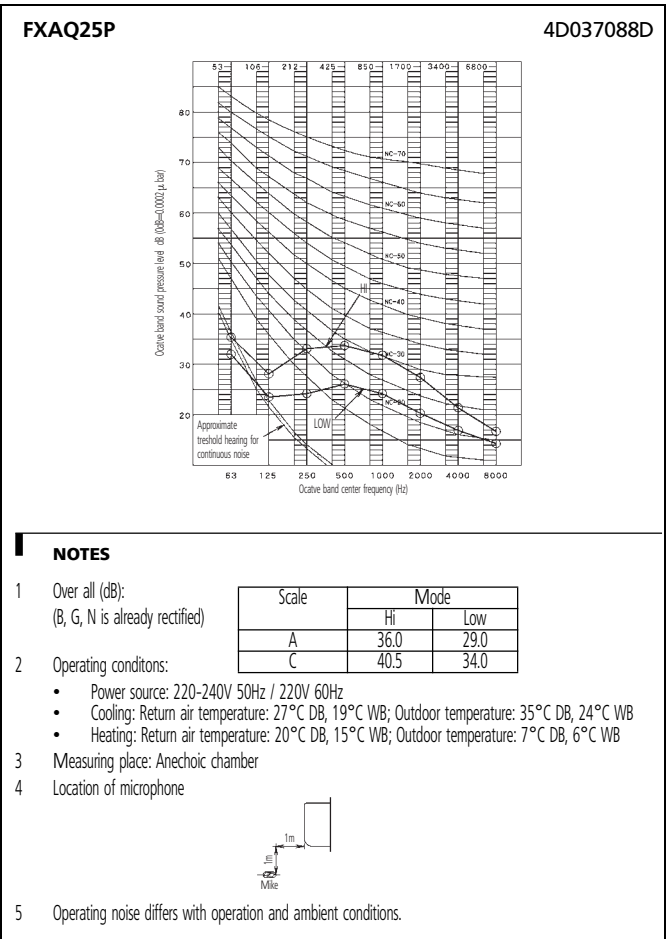 FXAQ25P 4D037088D
53 106 212 425 850 1700 3400 6800
80
70
60
50
40
30
20
NC-70
NC-60
NC-50
NC-40
NC-30
NC-20
HI
LOW
Ocatve band sound pressure level dB (0dB=0.0002 µ bar)
Approximate
treshold hearing for
continuous noise
63 125 250 500 1000 2000 4000 8000
Ocatve band center frequency (Hz)
NOTES
1 Over all (dB):
(B, G, N is already rectified)
Scale Mode
Hi Low
A 36.0 29.0
C 40.5 34.0
2 Operating conditons:
• Power source: 220-240V 50Hz / 220V 60Hz
• Cooling: Return air temperature: 27°C DB, 19°C WB; Outdoor temperature: 35°C DB, 24°C WB
• Heating: Return air temperature: 20°C DB, 15°C WB; Outdoor temperature: 7°C DB, 6°C WB
3 Measuring place: Anechoic chamber
4 Location of microphone
1m
1m
Mike
5 Operating noise differs with operation and ambient conditions.